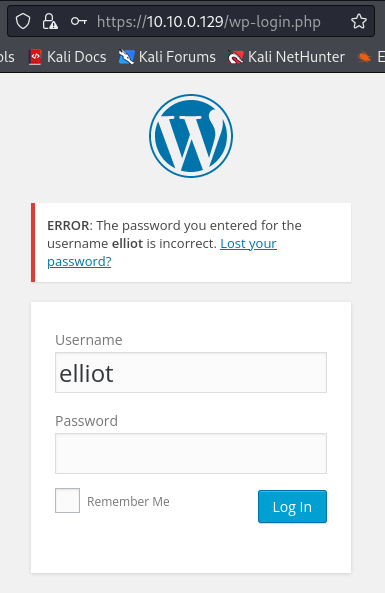 https://10.10.0.129/wp-login.php
Kali Docs Kali Forums Kali NetHunter
ERROR: The password you entered for the
username elliot is incorrect. Lost your
password?
Username
elliot
Password
Remember Me
Log In